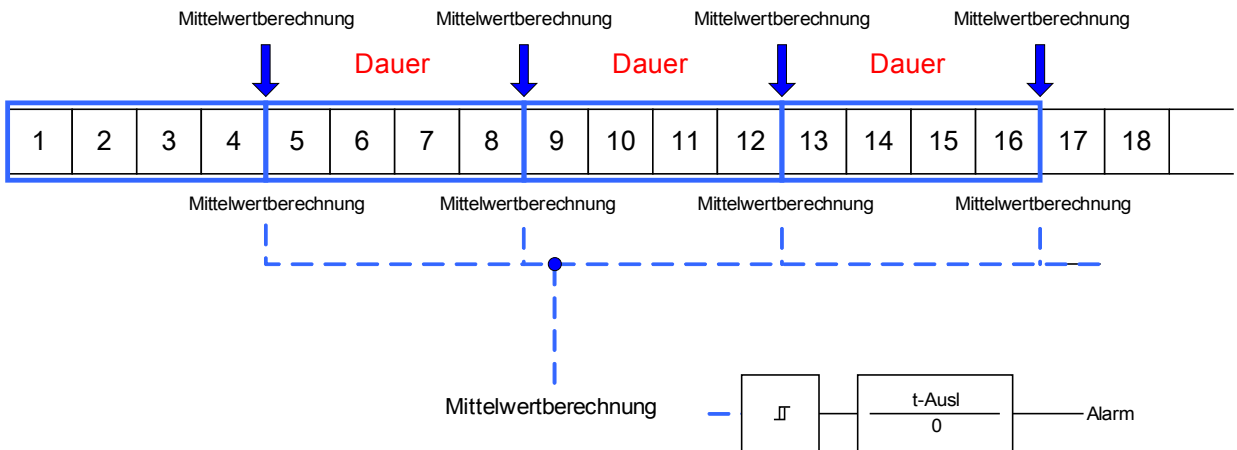 Mittelwertberechnung Mittelwertberechnung Mittelwertberechnung Mittelwertberechnung
Dauer Dauer Dauer
1 2 3 4 5 6 7 8 9 10 11 12 13 14 15 16 17 18
Mittelwertberechnung Mittelwertberechnung Mittelwertberechnung Mittelwertberechnung
Mittelwertberechnung
t-Ausl
0
Alarm